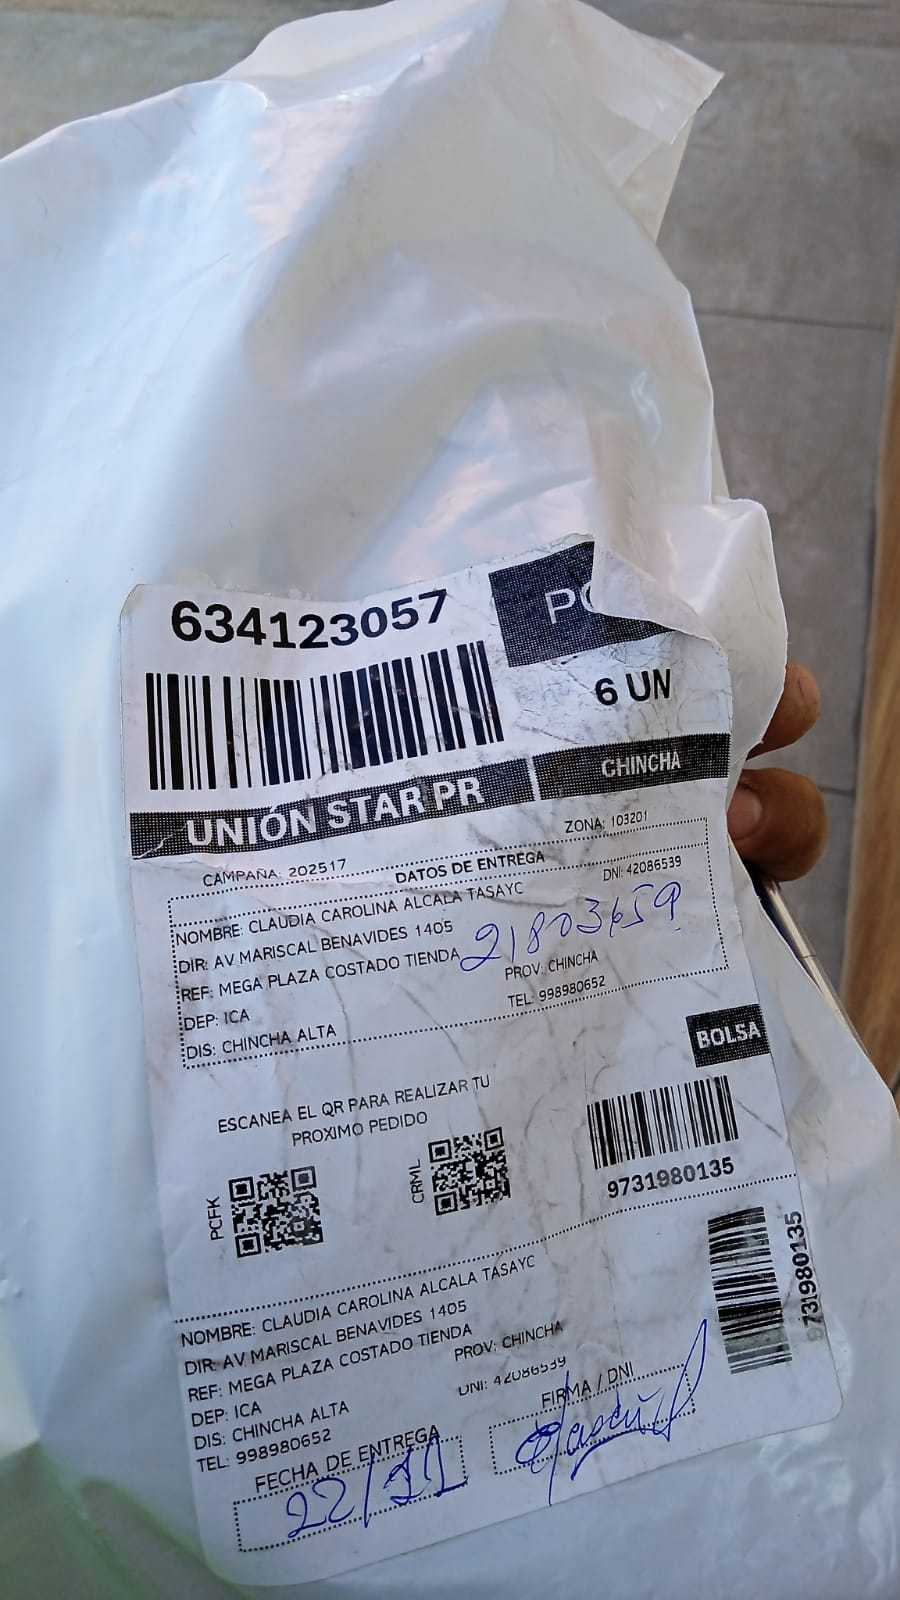 634123057
6 UN
UNIÓN STAR PR
CHINCHA
CAMPAÑA: 202517
ZONA: 103201
DATOS DE ENTREGA
NOMBRE: CLAUDIA CAROLINA ALCALA TASAYC
DNI: 42086539
DIR: AV MARISCAL BENAVIDES 1405
REF: MEGA PLAZA COSTADO TIENDA
21803659
DEP: ICA
PROV: CHINCHA
DIS: CHINCHA ALTA
TEL: 998980652
BOLSA
ESCANEA EL QR PARA REALIZAR TU
PROXIMO PEDIDO
PCFK
CRML
9731980135
9731980135
NOMBRE: CLAUDIA CAROLINA ALCALA TASAYC
DIR: AV MARISCAL BENAVIDES 1405
REF: MEGA PLAZA COSTADO TIENDA
DEP: ICA
PROV: CHINCHA
DIS: CHINCHA ALTA
DNI: 42086539
TEL: 998980652
FECHA DE ENTREGA
FIRMA / DNI
22/11